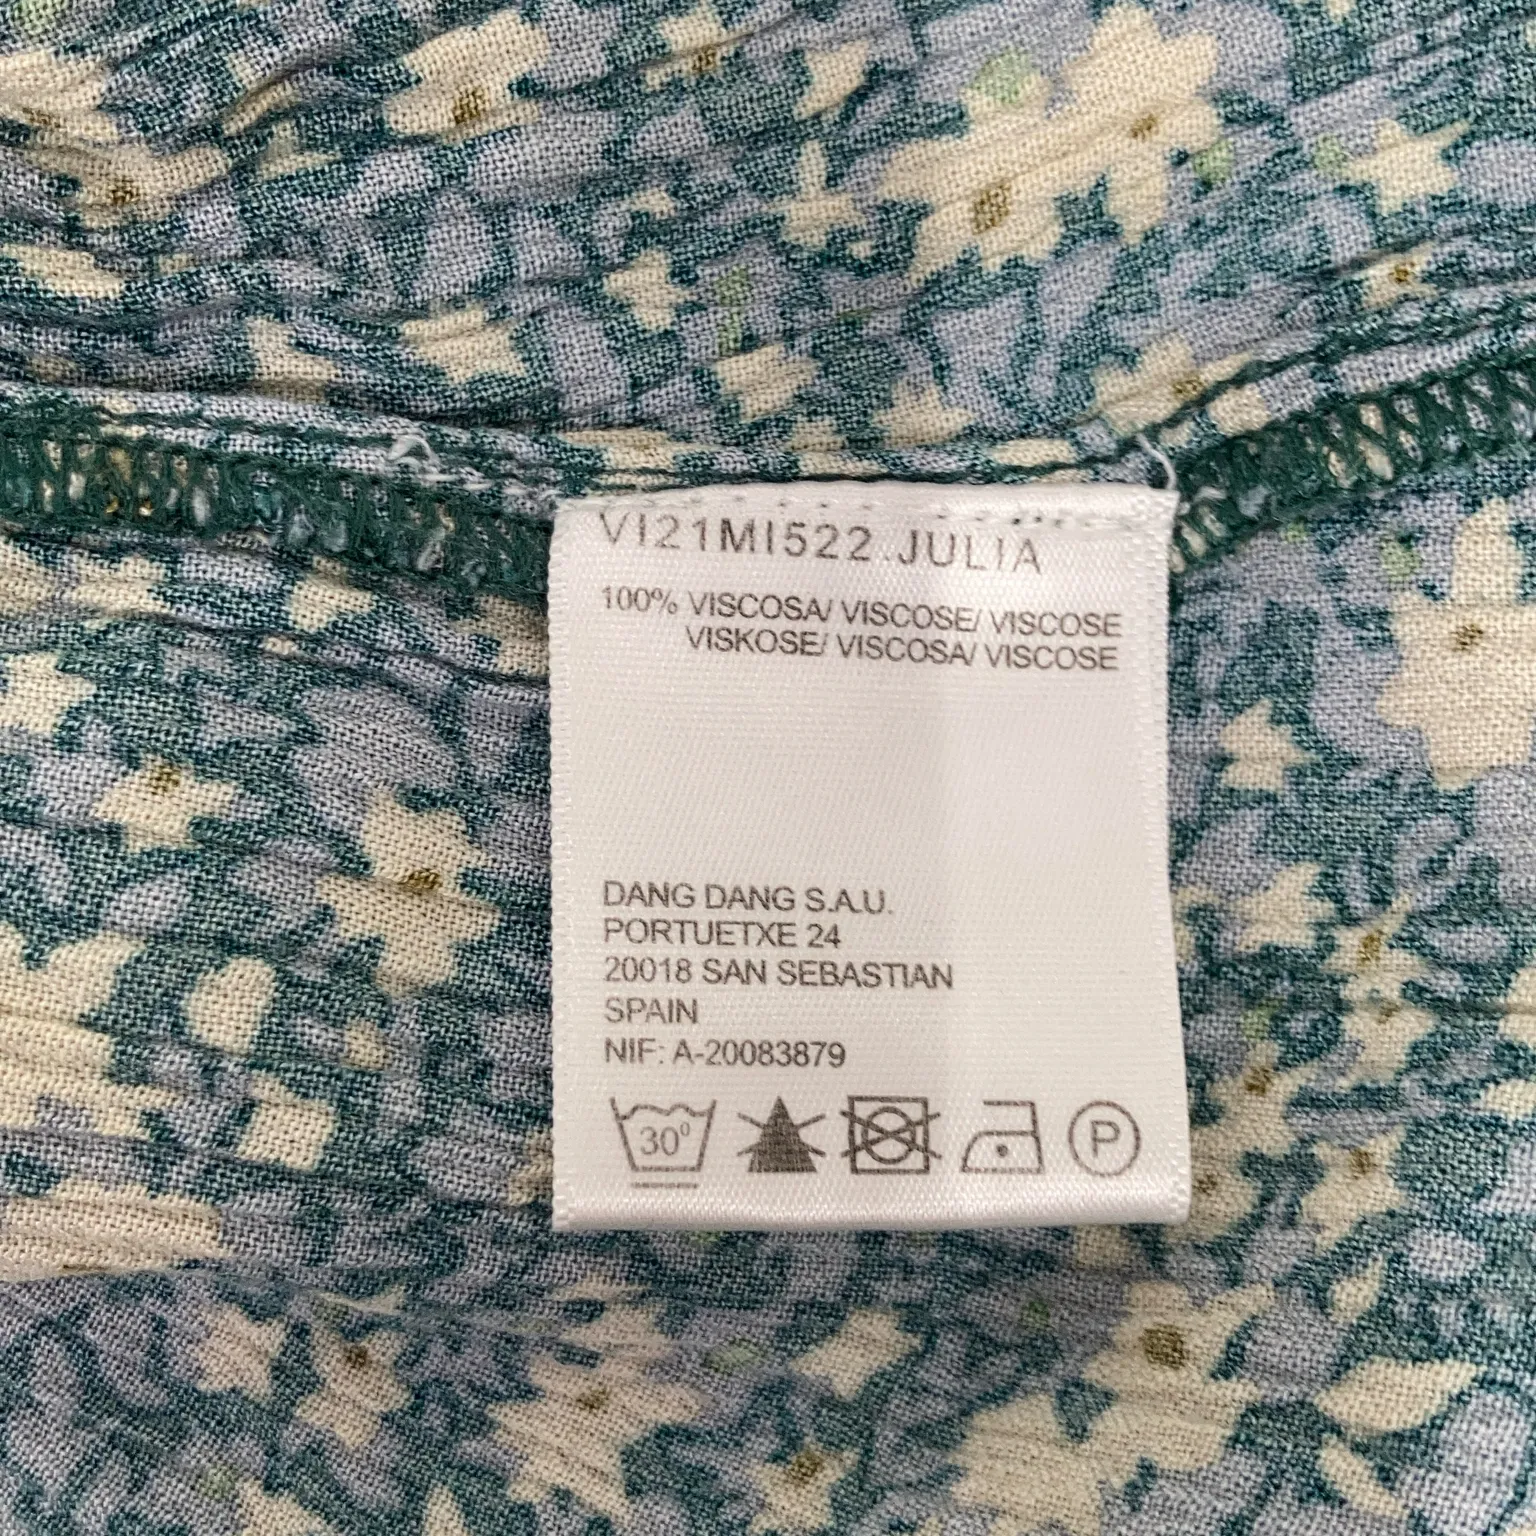 VI21MI522.JULIA
100% VISCOSA/ VISCOSE/ VISCOSE
VISKOSE/ VISCOSA/ VISCOSE
DANG DANG S.A.U.
PORTUETXE 24
20018 SAN SEBASTIAN
SPAIN
NIF: A-20083879
30º
P